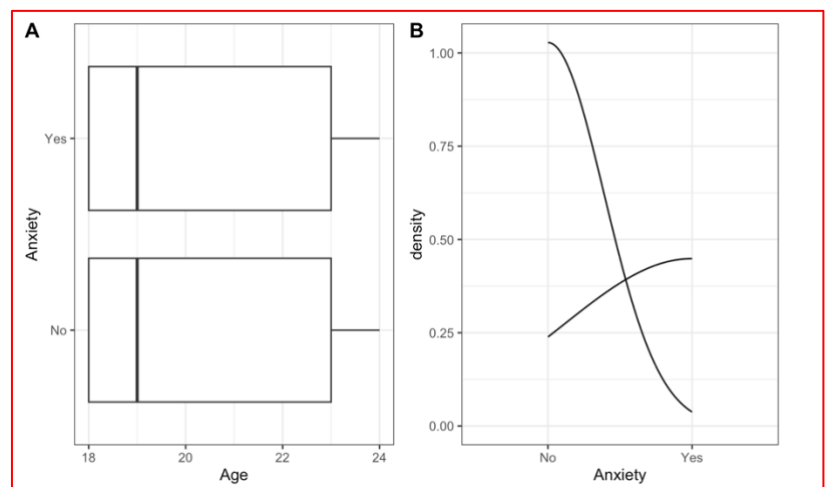 A
Anxiety
Yes
No
18 20 22 24
Age
B
density
1.00
0.75
0.50
0.25
0.00
No Yes
Anxiety